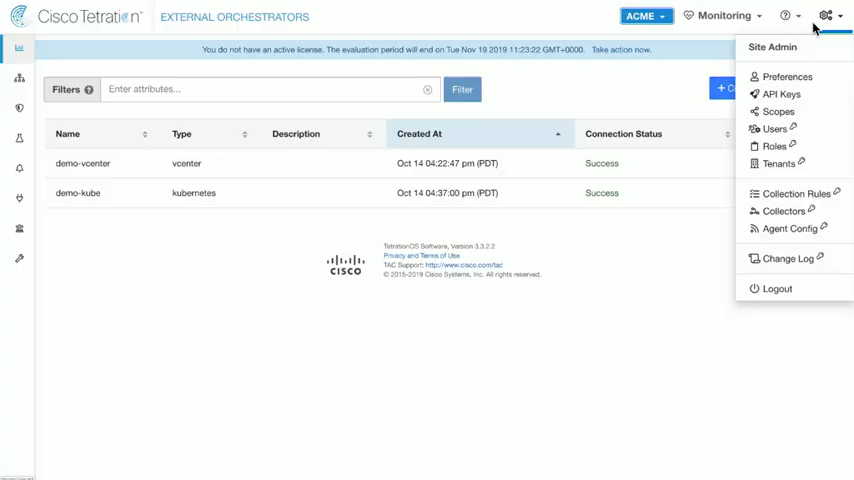 Cisco Tetration™ EXTERNAL ORCHESTRATORS ACME Monitoring
You do not have an active license. The evaluation period will end on Tue Nov 19 2019 11:23:22 GMT+0000. Take action now.
Site Admin
Preferences
API Keys
Scopes
Users
Roles
Tenants
Collection Rules
Collectors
Agent Config
Change Log
Logout
Filters Enter attributes... Filter
Name Type Description Created At Connection Status
demo-vcenter vcenter Oct 14 04:22:47 pm (PDT) Success
demo-kube kubernetes Oct 14 04:37:00 pm (PDT) Success
CISCO
TetrationOS Software, Version 3.3.2.2
Privacy and Terms of Use
TAC Support: http://www.cisco.com/tac
© 2015-2019 Cisco Systems, Inc. All rights reserved.